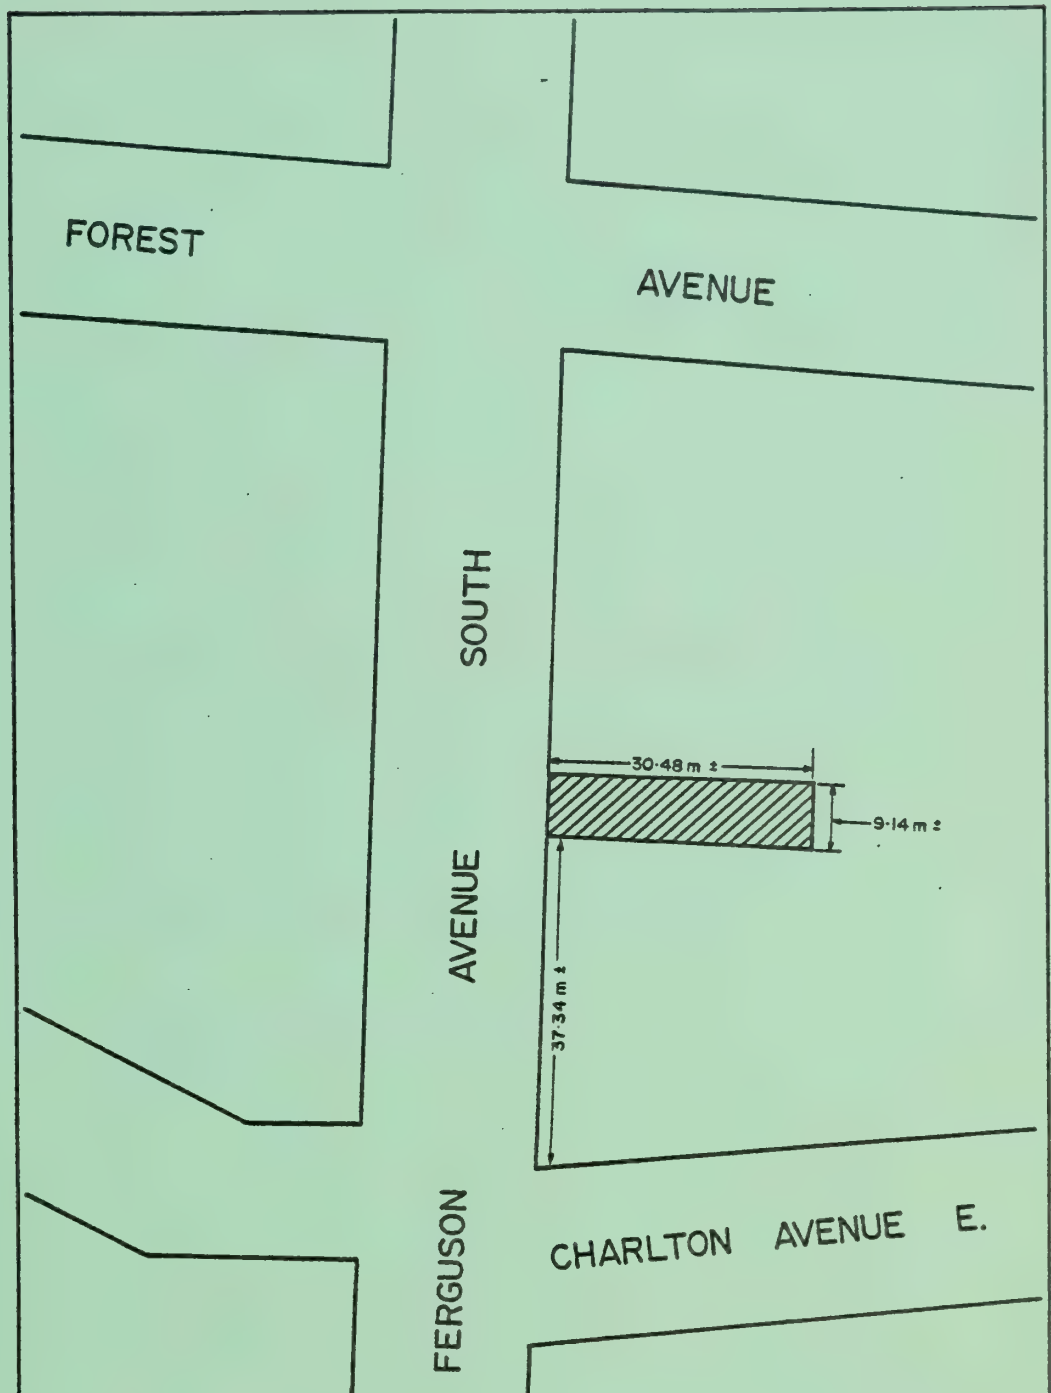 FOREST
AVENUE
FERGUSON AVENUE SOUTH
30.48 m ±
9.14 m ±
37.34 m ±
CHARLTON AVENUE E.